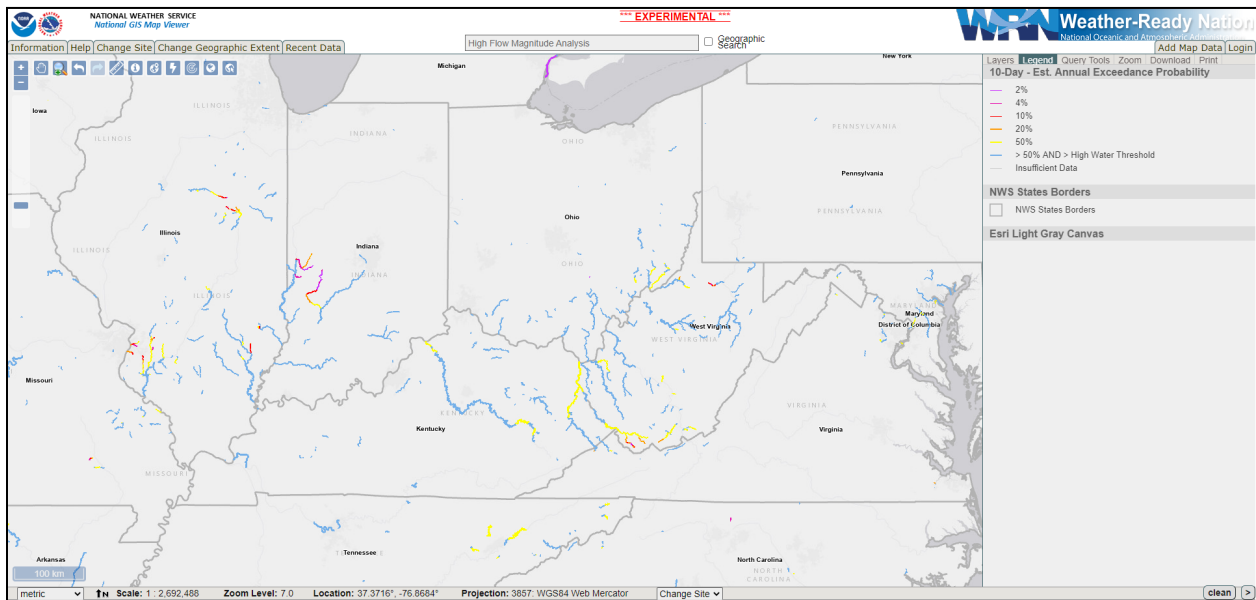 NATIONAL WEATHER SERVICE
National GIS Map Viewer
*** EXPERIMENTAL ***
Weather-Ready Nation
National Oceanic and Atmospheric
Information Help Change Site Change Geographic Extent Recent Data
High Flow Magnitude Analysis
Geographic
Search
Add Map Data Login
Layers Legend Query Tools Zoom Download Print
10-Day - Est. Annual Exceedance Probability
2%
4%
10%
20%
50%
> 50% AND > High Water Threshold
Insufficient Data
NWS States Borders
NWS States Borders
Esri Light Gray Canvas
Michigan
New York
Iowa
ILLINOIS
ILLINOIS
INDIANA
OHIO
PENNSYLVANIA
Pennsylvania
PENNSYLVANIA
Ohio
Illinois
Indiana
ILLINOIS
INDIANA
OHIO
ILLINOIS
MARYLAND
Maryland
District of Columbia
West Virginia
WEST VIRGINIA
Missouri
KENTUCKY
Kentucky
VIRGINIA
Virginia
MISSOURI
Arkansas
Tennessee
North Carolina
NORTH
CAROLINA
100 km
metric
N Scale: 1 : 2,692,488 Zoom Level: 7.0 Location: 37.3716°, -76.8684° Projection: 3857: WGS84 Web Mercator Change Site clean >